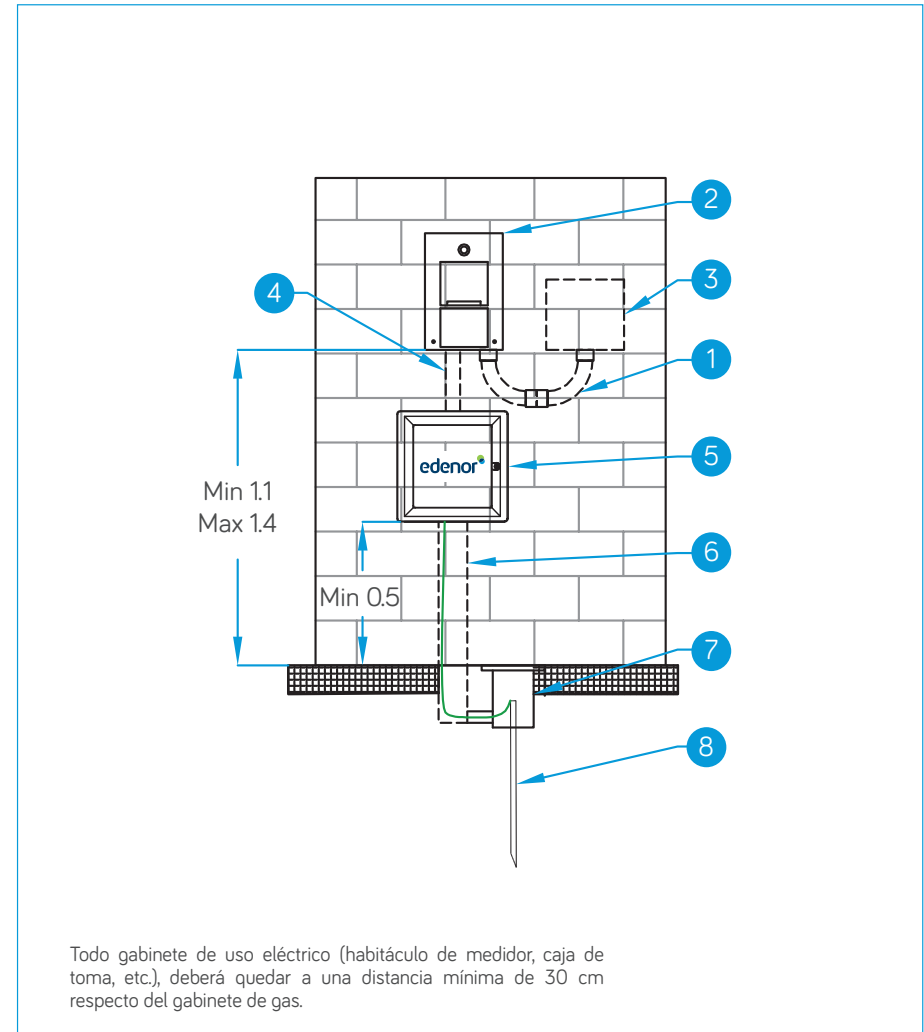 2
3
4
1
edenor
5
Min 1.1
Max 1.4
6
Min 0.5
7
8
Todo gabinete de uso eléctrico (habitáculo de medidor, caja de
toma, etc.), deberá quedar a una distancia mínima de 30 cm
respecto del gabinete de gas.